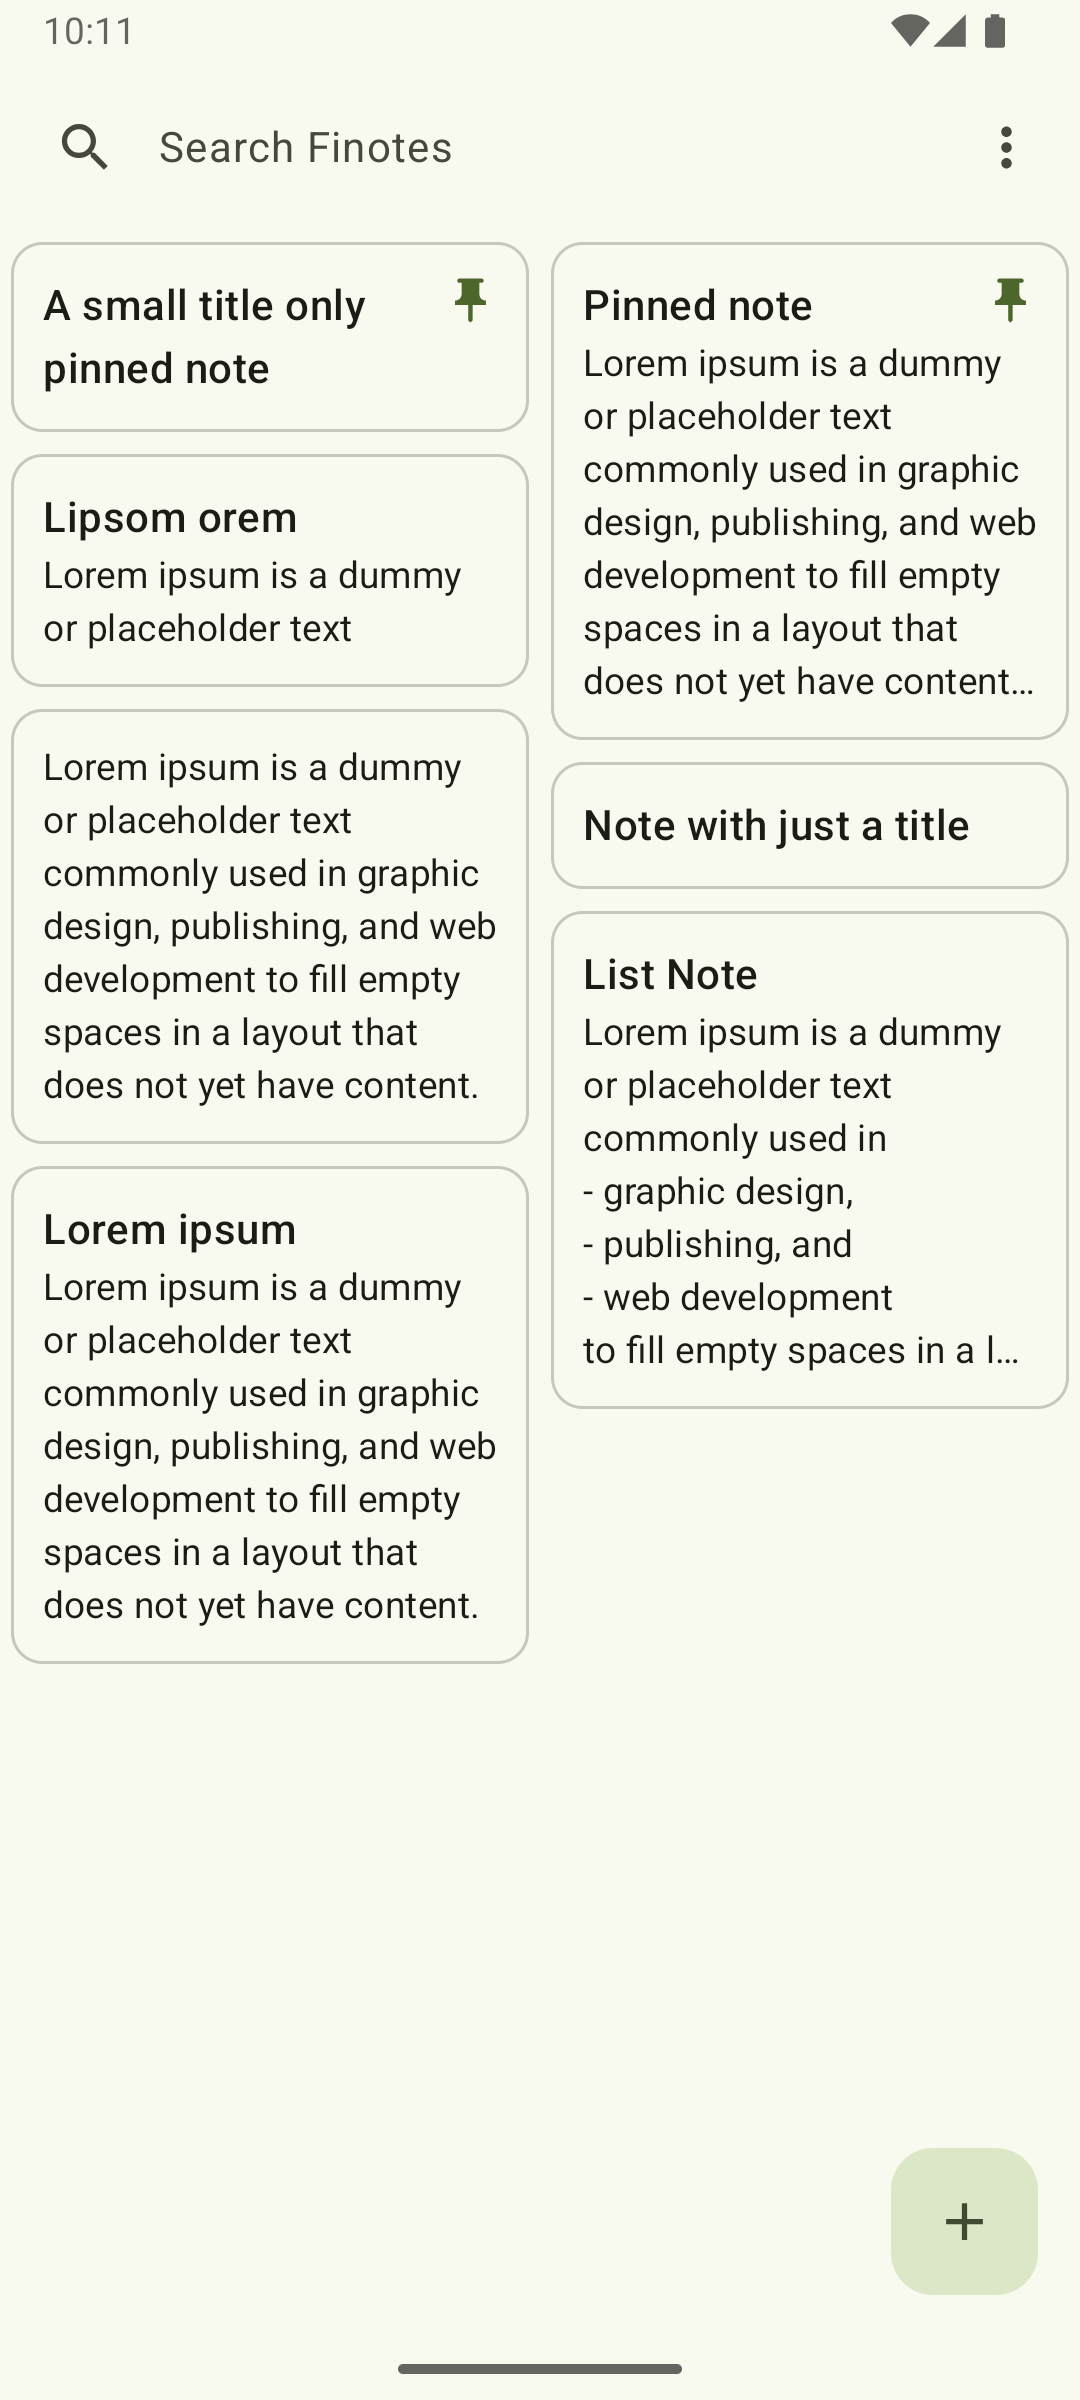 10:11
Search Finotes
A small title only
pinned note
Lipsom orem
Lorem ipsum is a dummy
or placeholder text
Lorem ipsum is a dummy
or placeholder text
commonly used in graphic
design, publishing, and web
development to fill empty
spaces in a layout that
does not yet have content.
Lorem ipsum
Lorem ipsum is a dummy
or placeholder text
commonly used in graphic
design, publishing, and web
development to fill empty
spaces in a layout that
does not yet have content.
Pinned note
Lorem ipsum is a dummy
or placeholder text
commonly used in graphic
design, publishing, and web
development to fill empty
spaces in a layout that
does not yet have content...
Note with just a title
List Note
Lorem ipsum is a dummy
or placeholder text
commonly used in
- graphic design,
- publishing, and
- web development
to fill empty spaces in a l...